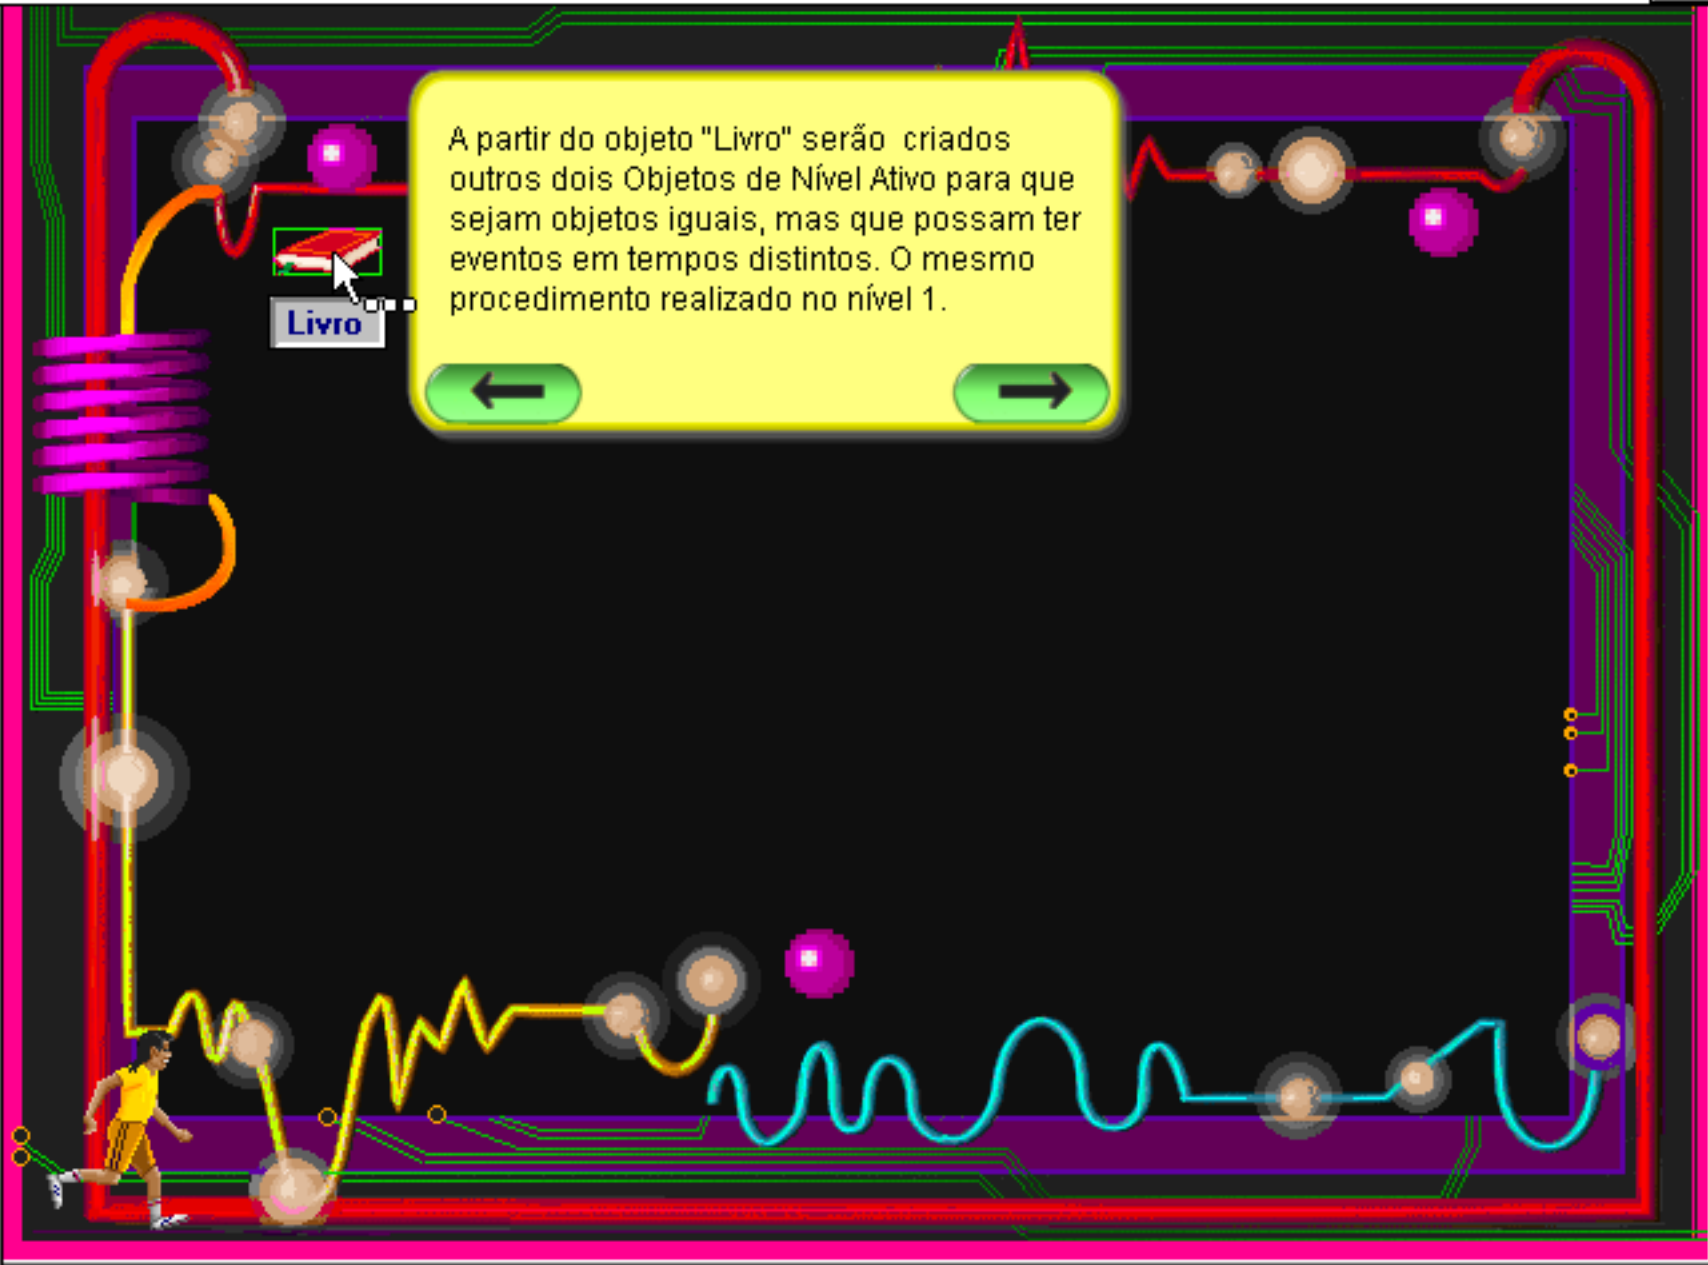 A partir do objeto "Livro" serão criados
outros dois Objetos de Nível Ativo para que
sejam objetos iguais, mas que possam ter
eventos em tempos distintos. O mesmo
procedimento realizado no nível 1.
Livro